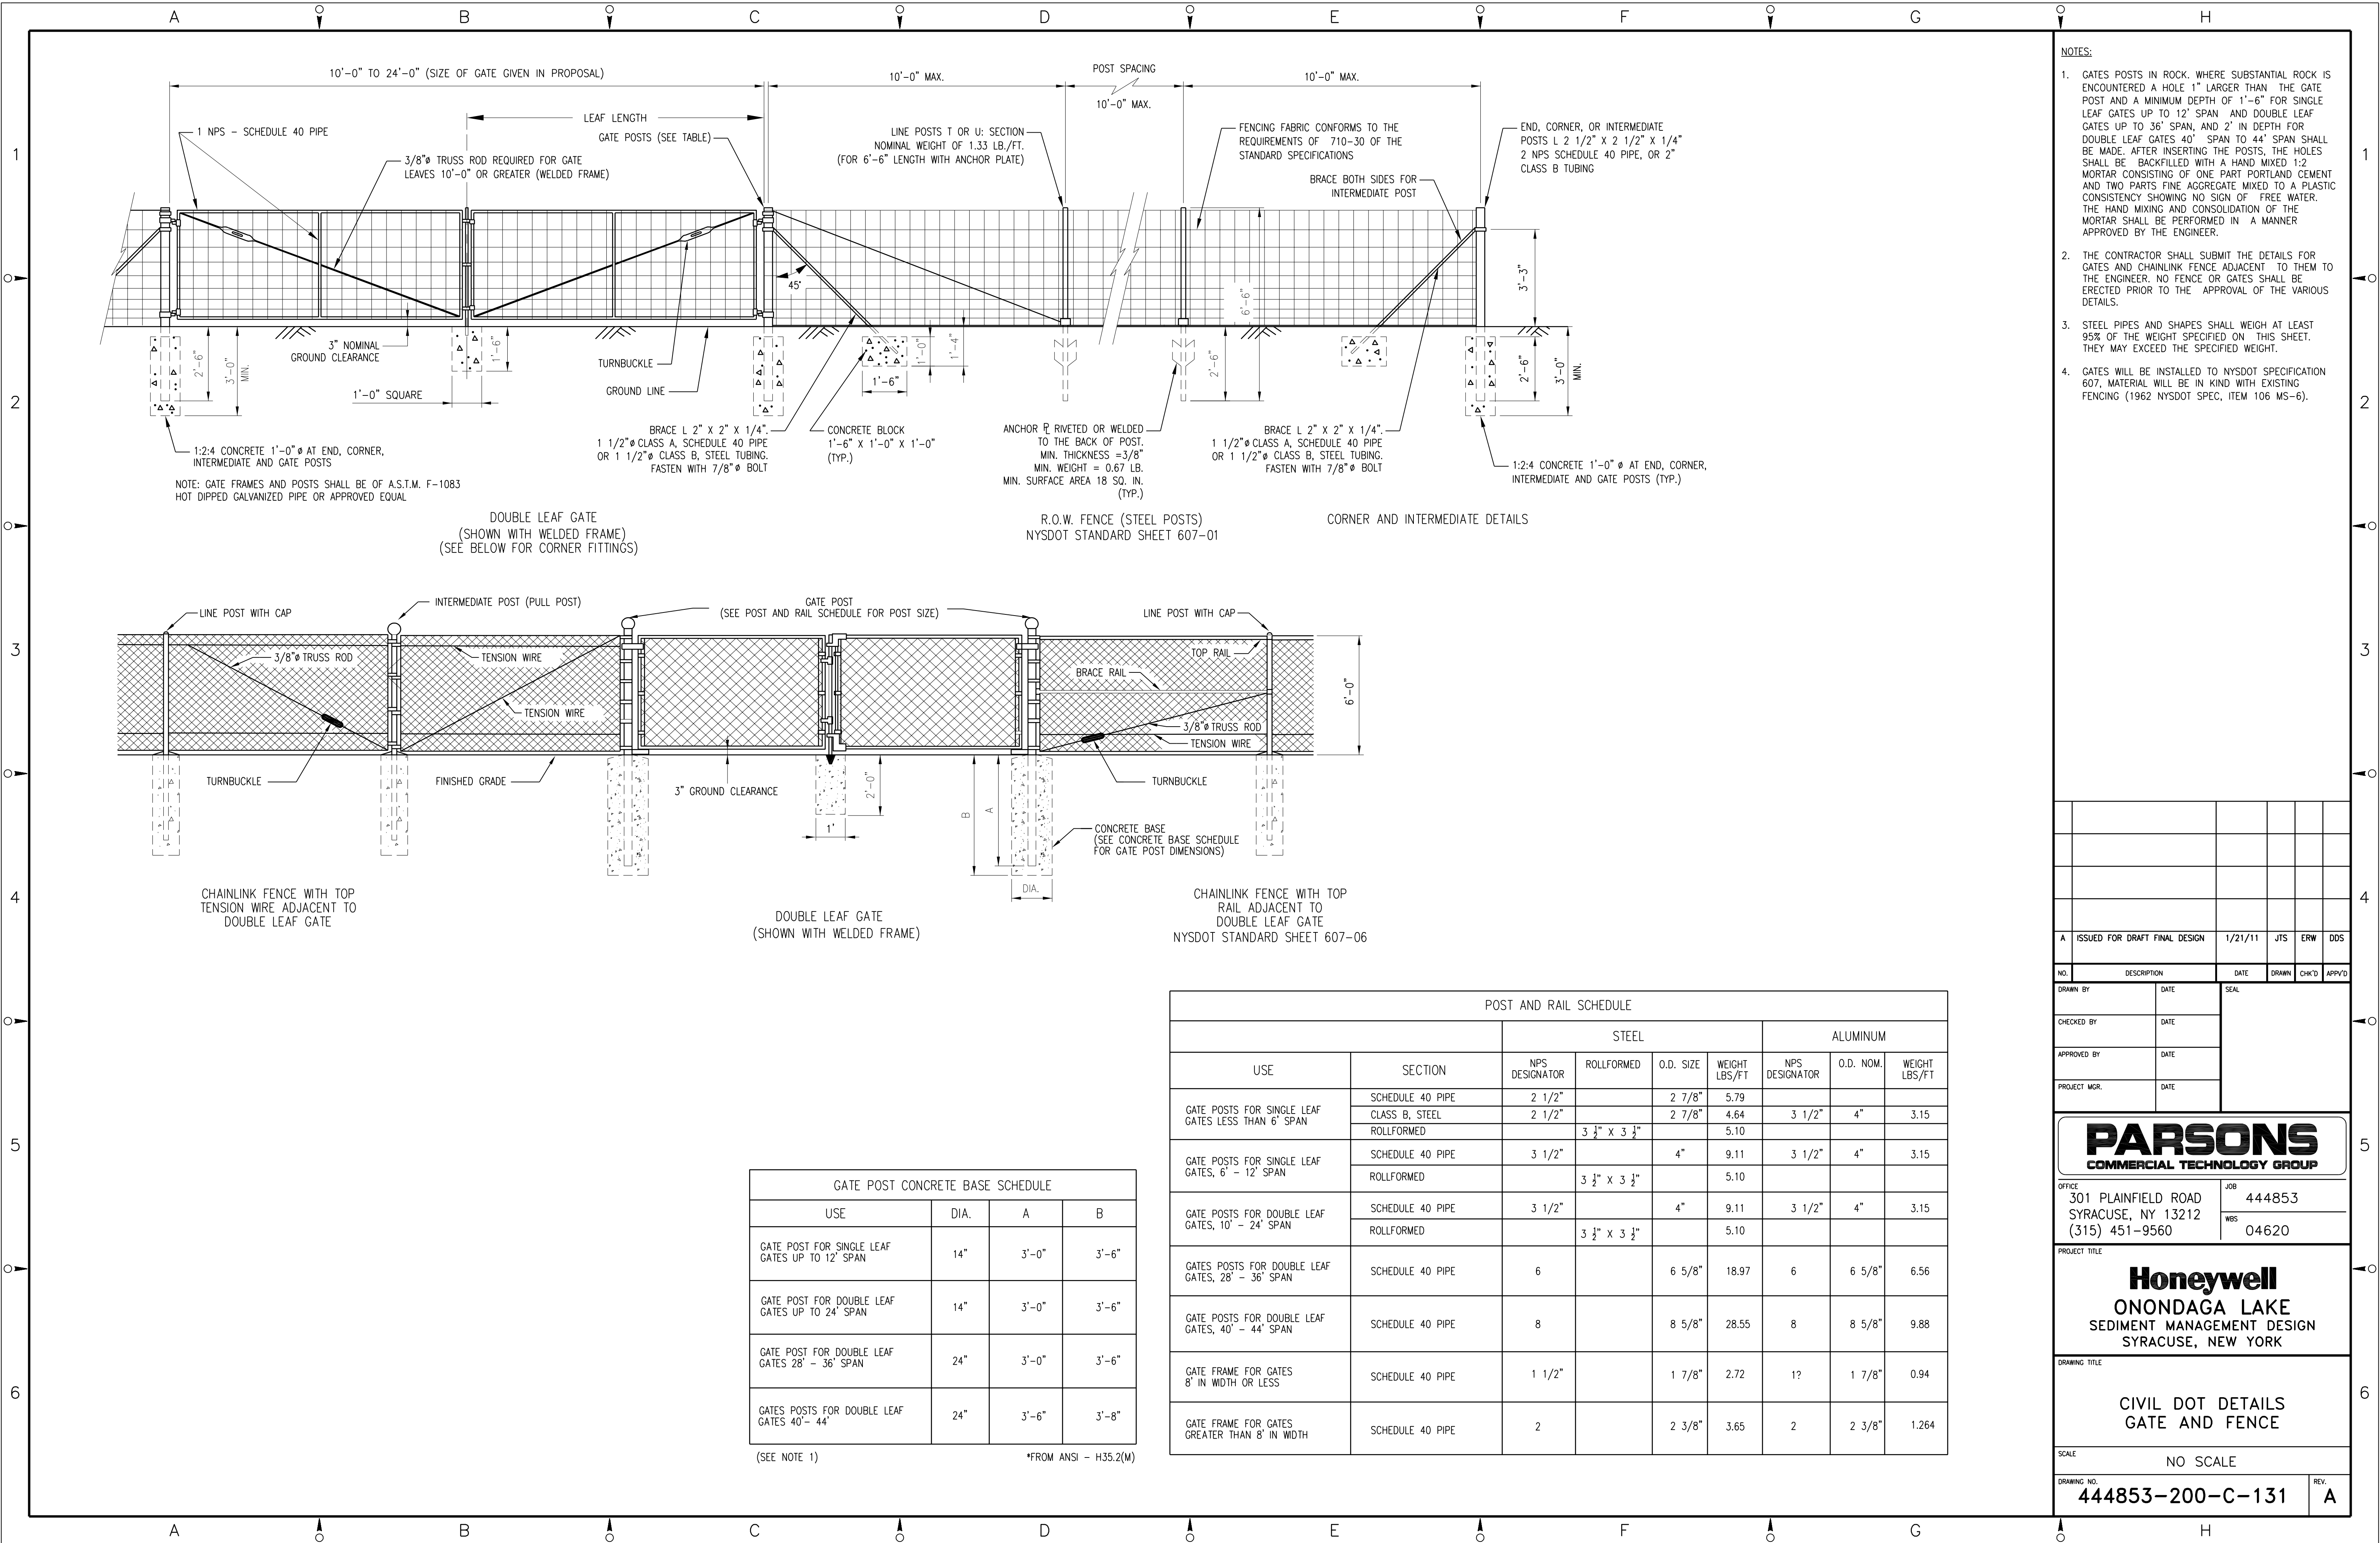 A B C D E F G H
1
2
3
4
5
6
10'-0" TO 24'-0" (SIZE OF GATE GIVEN IN PROPOSAL)
10'-0" MAX.
POST SPACING
10'-0" MAX.
10'-0" MAX.
LEAF LENGTH
1 NPS – SCHEDULE 40 PIPE
GATE POSTS (SEE TABLE)
3/8"ø TRUSS ROD REQUIRED FOR GATE
LEAVES 10'-0" OR GREATER (WELDED FRAME)
LINE POSTS T OR U: SECTION
NOMINAL WEIGHT OF 1.33 LB./FT.
(FOR 6'-6" LENGTH WITH ANCHOR PLATE)
FENCING FABRIC CONFORMS TO THE
REQUIREMENTS OF 710-30 OF THE
STANDARD SPECIFICATIONS
BRACE BOTH SIDES FOR
INTERMEDIATE POST
END, CORNER, OR INTERMEDIATE
POSTS L 2 1/2" X 2 1/2" X 1/4"
2 NPS SCHEDULE 40 PIPE, OR 2"
CLASS B TUBING
45°
6'-6"
3'-3"
2'-6"
3'-0"
MIN.
3" NOMINAL
GROUND CLEARANCE
1'-6"
1'-0" SQUARE
TURNBUCKLE
GROUND LINE
1'-0"
1'-4"
1'-6"
2'-6"
2'-6"
3'-0"
MIN.
1:2:4 CONCRETE 1'-0"ø AT END, CORNER,
INTERMEDIATE AND GATE POSTS
NOTE: GATE FRAMES AND POSTS SHALL BE OF A.S.T.M. F-1083
HOT DIPPED GALVANIZED PIPE OR APPROVED EQUAL
BRACE L 2" X 2" X 1/4".
1 1/2"ø CLASS A, SCHEDULE 40 PIPE
OR 1 1/2"ø CLASS B, STEEL TUBING.
FASTEN WITH 7/8"ø BOLT
CONCRETE BLOCK
1'-6" X 1'-0" X 1'-0"
(TYP.)
ANCHOR PL RIVETED OR WELDED
TO THE BACK OF POST.
MIN. THICKNESS =3/8"
MIN. WEIGHT = 0.67 LB.
MIN. SURFACE AREA 18 SQ. IN.
(TYP.)
BRACE L 2" X 2" X 1/4".
1 1/2"ø CLASS A, SCHEDULE 40 PIPE
OR 1 1/2"ø CLASS B, STEEL TUBING.
FASTEN WITH 7/8"ø BOLT
1:2:4 CONCRETE 1'-0" ø AT END, CORNER,
INTERMEDIATE AND GATE POSTS (TYP.)
DOUBLE LEAF GATE
(SHOWN WITH WELDED FRAME)
(SEE BELOW FOR CORNER FITTINGS)
R.O.W. FENCE (STEEL POSTS)
NYSDOT STANDARD SHEET 607-01
CORNER AND INTERMEDIATE DETAILS
LINE POST WITH CAP
INTERMEDIATE POST (PULL POST)
GATE POST
(SEE POST AND RAIL SCHEDULE FOR POST SIZE)
LINE POST WITH CAP
3/8"ø TRUSS ROD
TENSION WIRE
TENSION WIRE
TOP RAIL
BRACE RAIL
3/8"ø TRUSS ROD
TENSION WIRE
6'-0"
TURNBUCKLE
FINISHED GRADE
3" GROUND CLEARANCE
2'-0"
1'
B
A
DIA.
TURNBUCKLE
CONCRETE BASE
(SEE CONCRETE BASE SCHEDULE
FOR GATE POST DIMENSIONS)
CHAINLINK FENCE WITH TOP
TENSION WIRE ADJACENT TO
DOUBLE LEAF GATE
DOUBLE LEAF GATE
(SHOWN WITH WELDED FRAME)
CHAINLINK FENCE WITH TOP
RAIL ADJACENT TO
DOUBLE LEAF GATE
NYSDOT STANDARD SHEET 607-06
GATE POST CONCRETE BASE SCHEDULE
USE DIA. A B
GATE POST FOR SINGLE LEAF
GATES UP TO 12' SPAN 14" 3'-0" 3'-6"
GATE POST FOR DOUBLE LEAF
GATES UP TO 24' SPAN 14" 3'-0" 3'-6"
GATE POST FOR DOUBLE LEAF
GATES 28' – 36' SPAN 24" 3'-0" 3'-6"
GATES POSTS FOR DOUBLE LEAF
GATES 40'– 44' 24" 3'-6" 3'-8"
(SEE NOTE 1) *FROM ANSI – H35.2(M)
POST AND RAIL SCHEDULE
STEEL ALUMINUM
USE SECTION NPS DESIGNATOR ROLLFORMED O.D. SIZE WEIGHT LBS/FT NPS DESIGNATOR O.D. NOM. WEIGHT LBS/FT
GATE POSTS FOR SINGLE LEAF
GATES LESS THAN 6' SPAN
SCHEDULE 40 PIPE 2 1/2" 2 7/8" 5.79
CLASS B, STEEL 2 1/2" 2 7/8" 4.64 3 1/2" 4" 3.15
ROLLFORMED 3 ½" X 3 ½" 5.10
GATE POSTS FOR SINGLE LEAF
GATES, 6' – 12' SPAN
SCHEDULE 40 PIPE 3 1/2" 4" 9.11 3 1/2" 4" 3.15
ROLLFORMED 3 ½" X 3 ½" 5.10
GATE POSTS FOR DOUBLE LEAF
GATES, 10' – 24' SPAN
SCHEDULE 40 PIPE 3 1/2" 4" 9.11 3 1/2" 4" 3.15
ROLLFORMED 3 ½" X 3 ½" 5.10
GATES POSTS FOR DOUBLE LEAF
GATES, 28' – 36' SPAN
SCHEDULE 40 PIPE 6 6 5/8" 18.97 6 6 5/8" 6.56
GATE POSTS FOR DOUBLE LEAF
GATES, 40' – 44' SPAN
SCHEDULE 40 PIPE 8 8 5/8" 28.55 8 8 5/8" 9.88
GATE FRAME FOR GATES
8' IN WIDTH OR LESS
SCHEDULE 40 PIPE 1 1/2" 1 7/8" 2.72 1? 1 7/8" 0.94
GATE FRAME FOR GATES
GREATER THAN 8' IN WIDTH
SCHEDULE 40 PIPE 2 2 3/8" 3.65 2 2 3/8" 1.264
NOTES:
1. GATES POSTS IN ROCK. WHERE SUBSTANTIAL ROCK IS
ENCOUNTERED A HOLE 1" LARGER THAN THE GATE
POST AND A MINIMUM DEPTH OF 1'-6" FOR SINGLE
LEAF GATES UP TO 12' SPAN AND DOUBLE LEAF
GATES UP TO 36' SPAN, AND 2' IN DEPTH FOR
DOUBLE LEAF GATES 40' SPAN TO 44' SPAN SHALL
BE MADE. AFTER INSERTING THE POSTS, THE HOLES
SHALL BE BACKFILLED WITH A HAND MIXED 1:2
MORTAR CONSISTING OF ONE PART PORTLAND CEMENT
AND TWO PARTS FINE AGGREGATE MIXED TO A PLASTIC
CONSISTENCY SHOWING NO SIGN OF FREE WATER.
THE HAND MIXING AND CONSOLIDATION OF THE
MORTAR SHALL BE PERFORMED IN A MANNER
APPROVED BY THE ENGINEER.
2. THE CONTRACTOR SHALL SUBMIT THE DETAILS FOR
GATES AND CHAINLINK FENCE ADJACENT TO THEM TO
THE ENGINEER. NO FENCE OR GATES SHALL BE
ERECTED PRIOR TO THE APPROVAL OF THE VARIOUS
DETAILS.
3. STEEL PIPES AND SHAPES SHALL WEIGH AT LEAST
95% OF THE WEIGHT SPECIFIED ON THIS SHEET.
THEY MAY EXCEED THE SPECIFIED WEIGHT.
4. GATES WILL BE INSTALLED TO NYSDOT SPECIFICATION
607, MATERIAL WILL BE IN KIND WITH EXISTING
FENCING (1962 NYSDOT SPEC, ITEM 106 MS-6).
A ISSUED FOR DRAFT FINAL DESIGN 1/21/11 JTS ERW DDS
NO. DESCRIPTION DATE DRAWN CHK'D APPV'D
DRAWN BY DATE SEAL
CHECKED BY DATE
APPROVED BY DATE
PROJECT MGR. DATE
PARSONS
COMMERCIAL TECHNOLOGY GROUP
OFFICE
301 PLAINFIELD ROAD
SYRACUSE, NY 13212
(315) 451-9560
JOB
444853
WBS
04620
PROJECT TITLE
Honeywell
ONONDAGA LAKE
SEDIMENT MANAGEMENT DESIGN
SYRACUSE, NEW YORK
DRAWING TITLE
CIVIL DOT DETAILS
GATE AND FENCE
SCALE
NO SCALE
DRAWING NO.
444853-200-C-131
REV.
A
1
2
3
4
5
6
A B C D E F G H